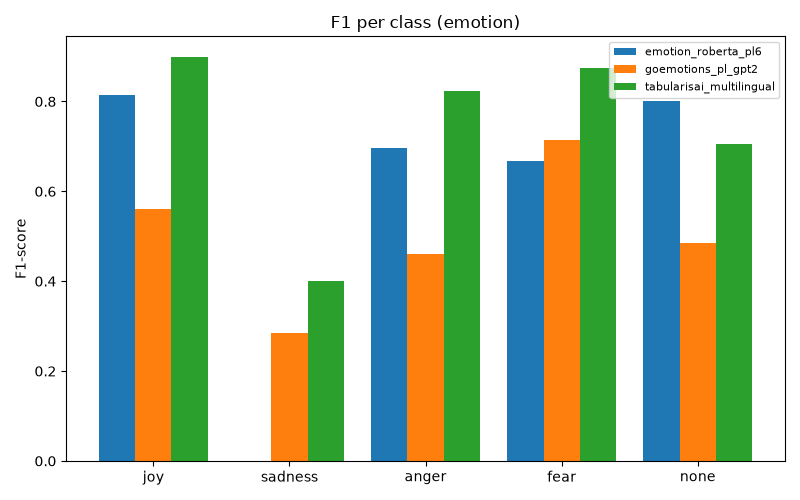 F1 per class (emotion)
emotion_roberta_pl6
goemotions_pl_gpt2
tabularisai_multilingual
F1-score
0.8
0.6
0.4
0.2
0.0
joy
sadness
anger
fear
none